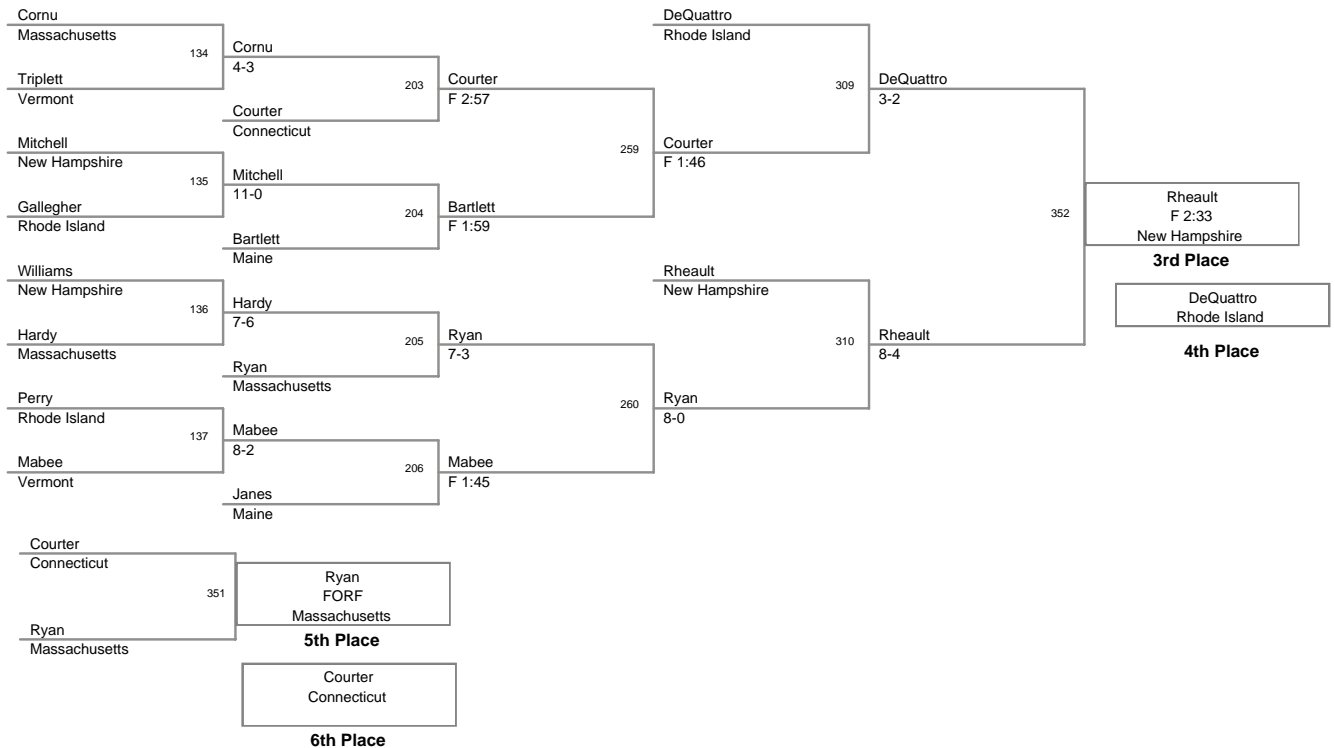 Cornu
Massachusetts
134
Triplett
Vermont
Cornu
4-3
203
Courter
Connecticut
Mitchell
New Hampshire
135
Gallegher
Rhode Island
Mitchell
11-0
204
Bartlett
Maine
Williams
New Hampshire
136
Hardy
Massachusetts
Hardy
7-6
205
Ryan
Massachusetts
Perry
Rhode Island
137
Mabee
Vermont
Mabee
8-2
206
Janes
Maine
Courter
F 2:57
259
Bartlett
F 1:59
Ryan
7-3
260
Mabee
F 1:45
DeQuattro
Rhode Island
309
Courter
F 1:46
Rheault
New Hampshire
310
Ryan
8-0
DeQuattro
3-2
352
Rheault
8-4
Rheault
F 2:33
New Hampshire
3rd Place
DeQuattro
Rhode Island
4th Place
Courter
Connecticut
351
Ryan
Massachusetts
Ryan
FORF
Massachusetts
5th Place
Courter
Connecticut
6th Place